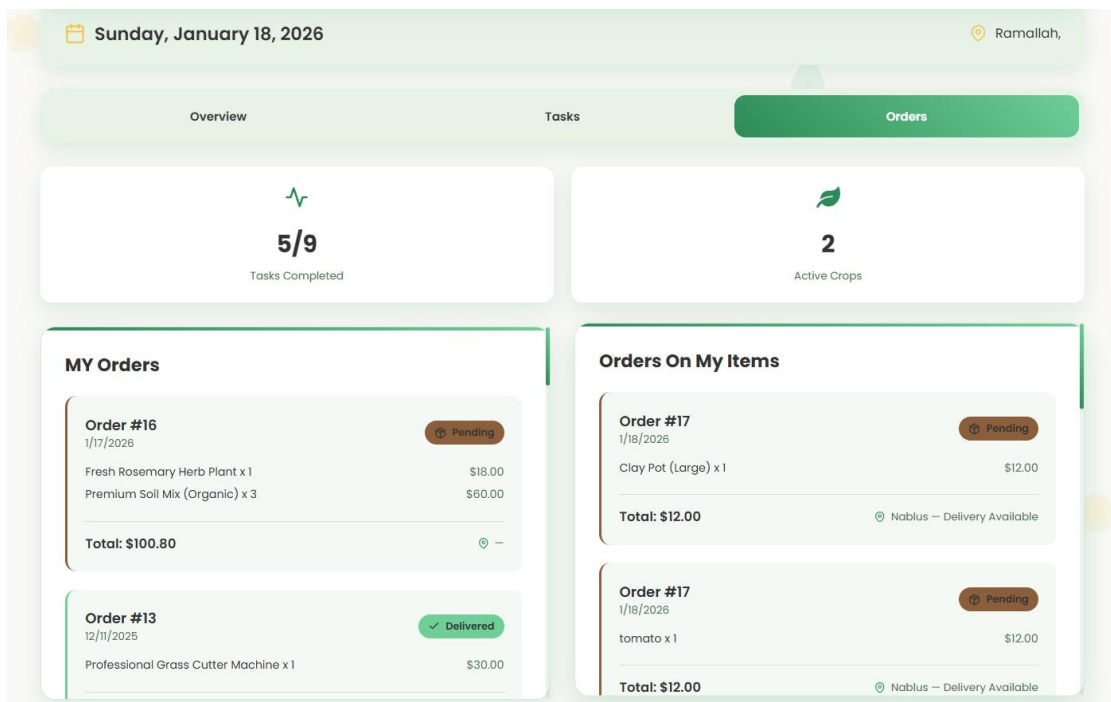 Sunday, January 18, 2026
Ramallah,
Overview
Tasks
Orders
5/9
Tasks Completed
2
Active Crops
MY Orders
Order #16
Pending
1/17/2026
Fresh Rosemary Herb Plant x 1
$18.00
Premium Soil Mix (Organic) x 3
$60.00
Total: $100.80
—
Order #13
Delivered
12/11/2025
Professional Grass Cutter Machine x 1
$30.00
Orders On My Items
Order #17
Pending
1/18/2026
Clay Pot (Large) x 1
$12.00
Total: $12.00
Nablus — Delivery Available
Order #17
Pending
1/18/2026
tomato x 1
$12.00
Total: $12.00
Nablus — Delivery Available